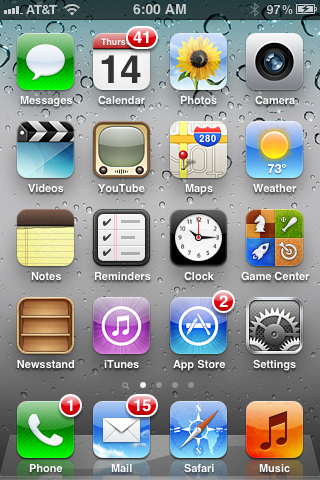 AT&T 6:00 AM 97%
41 Thurs
14 280 73°
Messages Calendar Photos Camera
Videos YouTube Maps Weather
Notes Reminders Clock Game Center
2
Newsstand iTunes App Store Settings
1 15
Phone Mail Safari Music